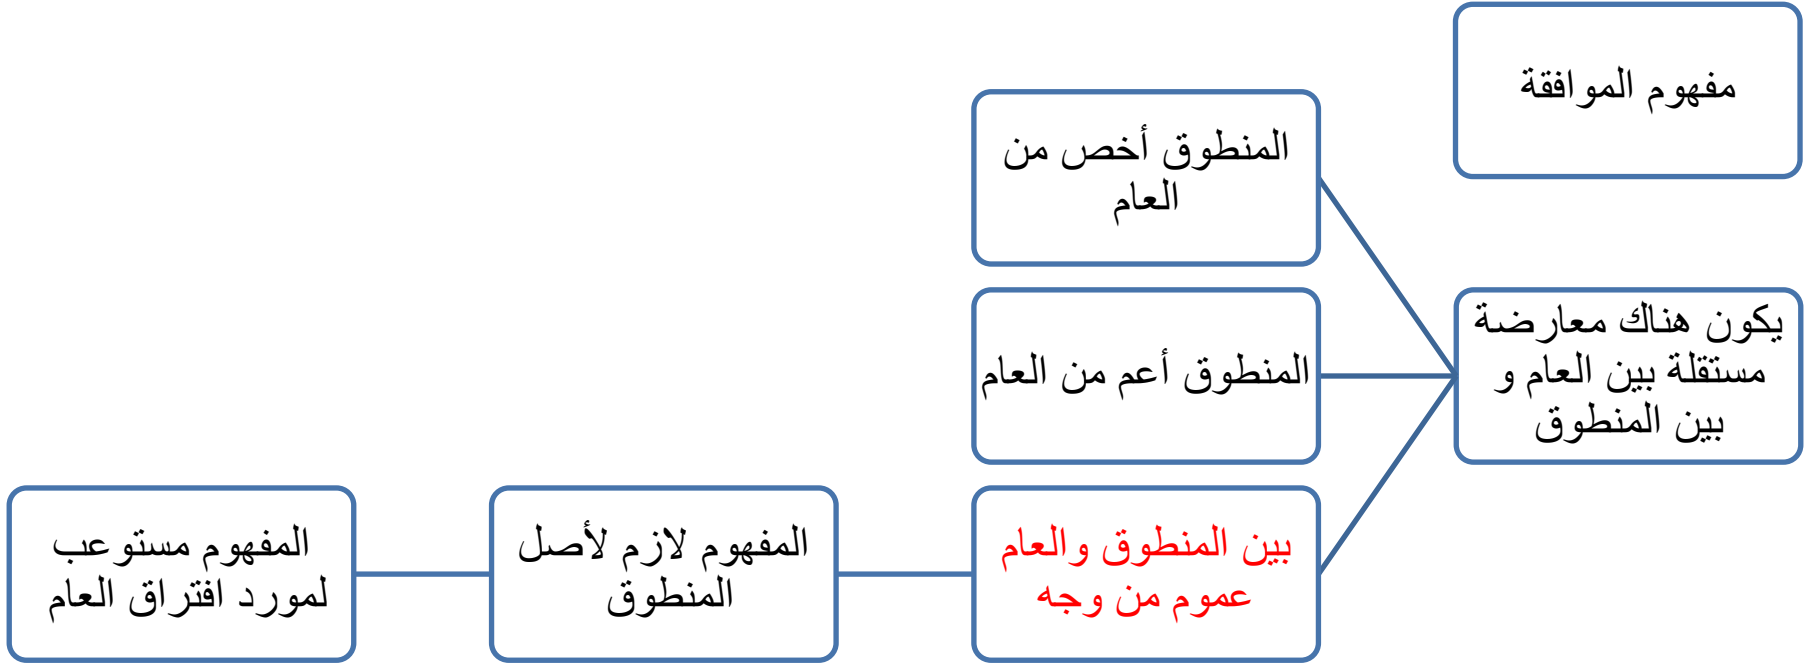 مفهوم الموافقة
يكون هناك معارضة
مستقلة بين العام و
بين المنطوق
المنطوق أخص من
العام
المنطوق أعم من العام
بين المنطوق والعام
عموم من وجه
المفهوم لازم لأصل
المنطوق
المفهوم مستوعب
لمورد افتراق العام